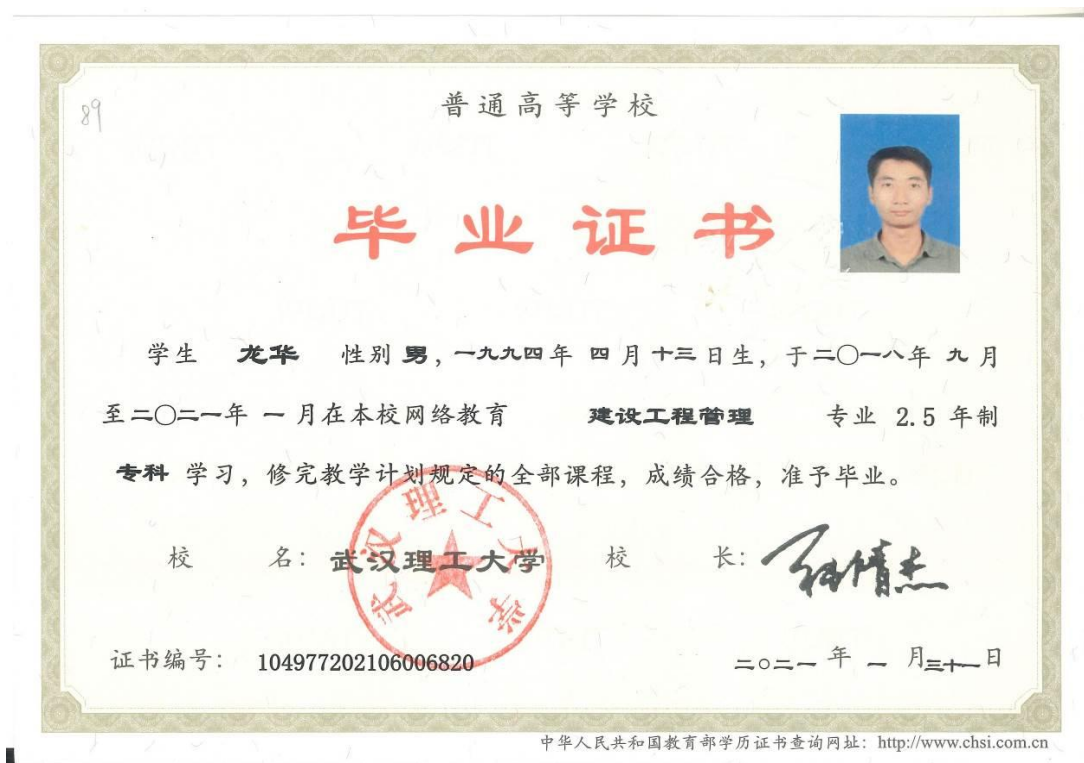 89
普通高等学校
毕业证书
学生 龙华 性别 男，一九九四年 四 月 十三 日生，于二〇一八年 九 月
至二〇二一年 一 月在本校网络教育 建设工程管理 专业 2.5 年制
专科 学习，修完教学计划规定的全部课程，成绩合格，准予毕业。
校 名：武汉理工大学 校 长：
武汉理工大学
证书编号： 104977202106006820 二〇二一 年 一 月三十一日
中华人民共和国教育部学历证书查询网址：http://www.chsi.com.cn